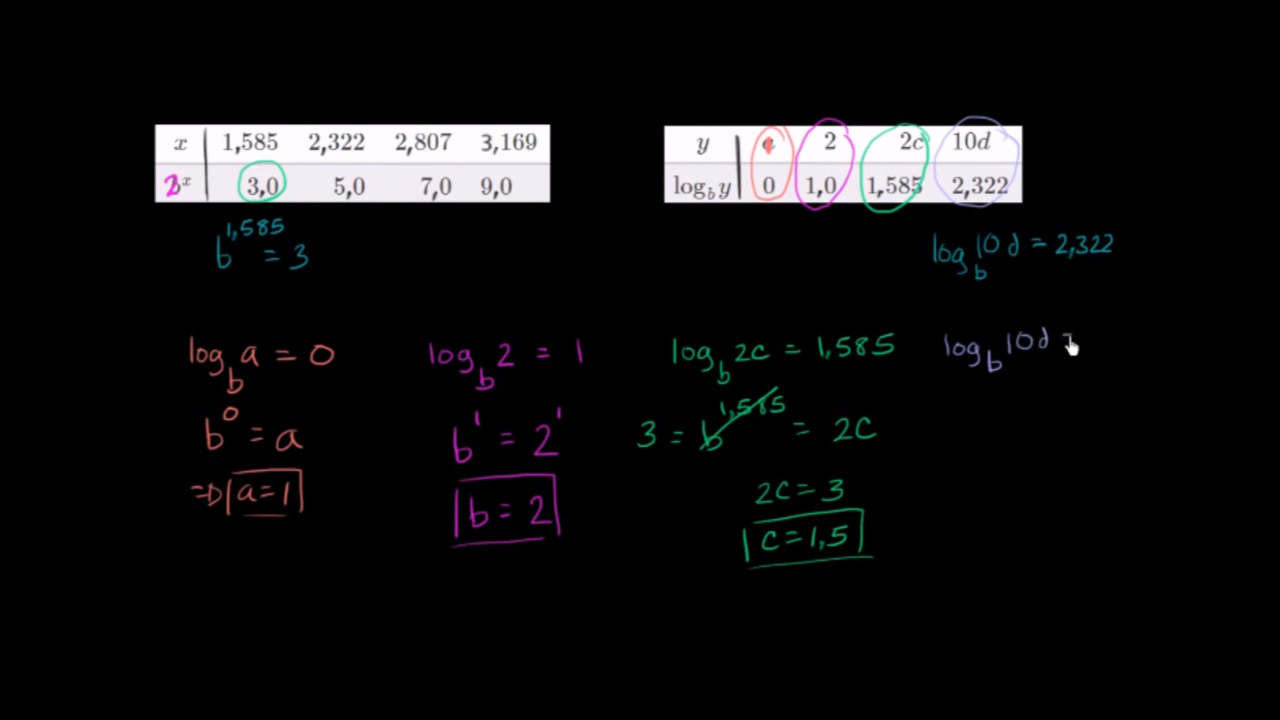 x 1,585 2,322 2,807 3,169
2ˣ 3,0 5,0 7,0 9,0
y a 2 2c 10d
log_b y 0 1,0 1,585 2,322
b^1,585 = 3
log_b 10d = 2,322
log_b a = 0
b^0 = a
=> a = 1
log_b 2 = 1
b^1 = 2^1
b = 2
log_b 2c = 1,585
3 = b^1,585 = 2c
2c = 3
c = 1,5
log_b 10d